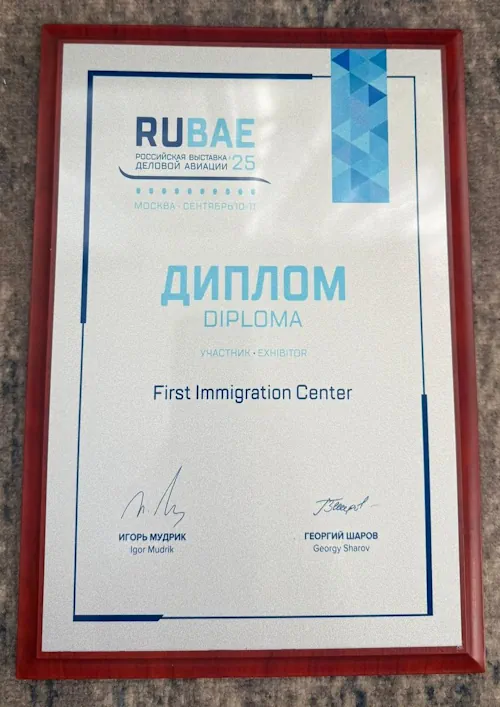 RUBAE
РОССИЙСКАЯ ВЫСТАВКА
ДЕЛОВОЙ АВИАЦИИ '25
МОСКВА · СЕНТЯБРЬ 10-11
ДИПЛОМ
DIPLOMA
УЧАСТНИК • EXHIBITOR
First Immigration Center
ИГОРЬ МУДРИК
Igor Mudrik
ГЕОРГИЙ ШАРОВ
Georgy Sharov